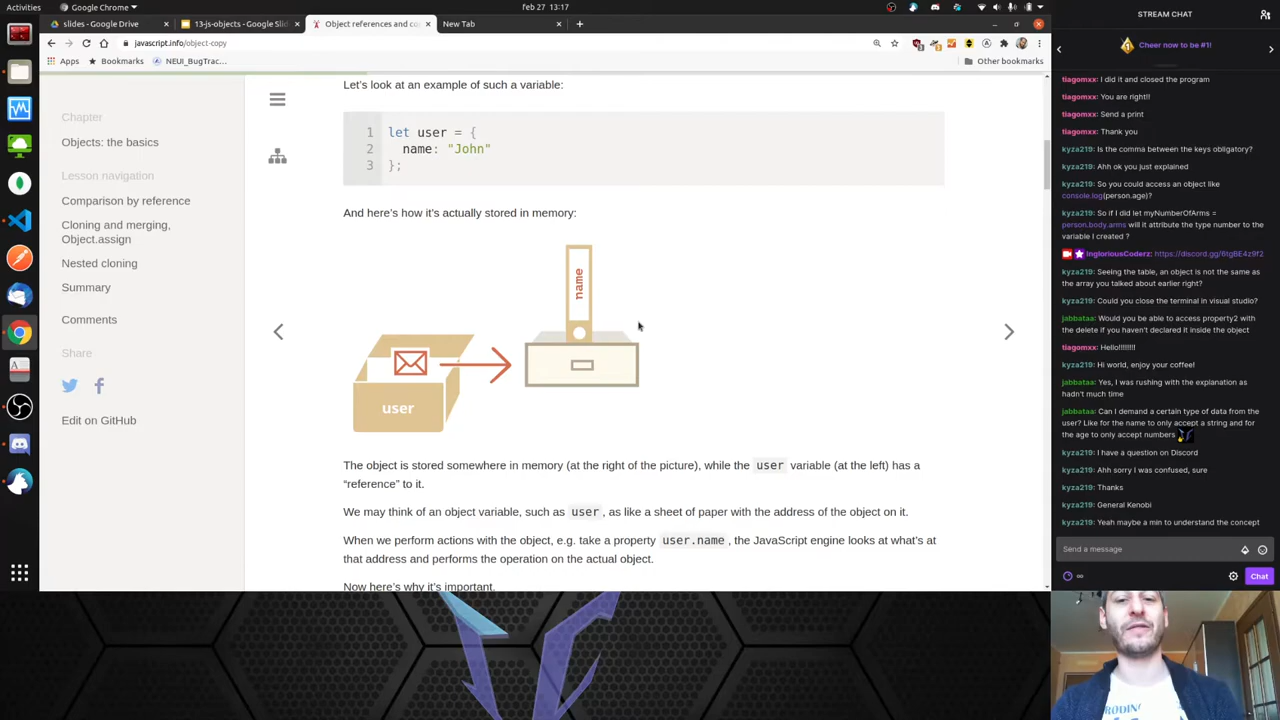 Activities
Google Chrome
feb 27 13:17
slides - Google Drive
13-js-objects - Google Slid
Object references and co
New Tab
javascript.info/object-copy
Apps
Bookmarks
NEUI_BugTrac...
Other bookmarks
Chapter
Objects: the basics
Lesson navigation
Comparison by reference
Cloning and merging,
Object.assign
Nested cloning
Summary
Comments
Share
Edit on GitHub
Let's look at an example of such a variable:
1 let user = {
2 name: "John"
3 };
And here's how it's actually stored in memory:
name
user
The object is stored somewhere in memory (at the right of the picture), while the user variable (at the left) has a
“reference” to it.
We may think of an object variable, such as user, as like a sheet of paper with the address of the object on it.
When we perform actions with the object, e.g. take a property user.name, the JavaScript engine looks at what's at
that address and performs the operation on the actual object.
Now here's why it's important.
STREAM CHAT
Cheer now to be #1!
tiagomxx: I did it and closed the program
tiagomxx: You are right!!
tiagomxx: Send a print
tiagomxx: Thank you
kyza219: Is the comma between the keys obligatory?
kyza219: Ahh ok you just explained
kyza219: So you could access an object like
console.log(person.age)?
kyza219: So if I did let myNumberOfArms =
person.body.arms will it attribute the type number to the
variable I created ?
IngloriousCoderz: https://discord.gg/6tgBE4z9f2
kyza219: Seeing the table, an object is not the same as
the array you talked about earlier right?
kyza219: Could you close the terminal in visual studio?
jabbataa: Would you be able to access property2 with
the delete if you haven't declared it inside the object
tiagomxx: Hello!!!!!!!!
kyza219: Hi world, enjoy your coffee!
jabbataa: Yes, I was rushing with the explanation as
hadn't much time
jabbataa: Can I demand a certain type of data from the
user? Like for the name to only accept a string and for
the age to only accept numbers
kyza219: I have a question on Discord
kyza219: Ahh sorry I was confused, sure
kyza219: Thanks
kyza219: General Kenobi
kyza219: Yeah maybe a min to understand the concept
Send a message
∞
Chat